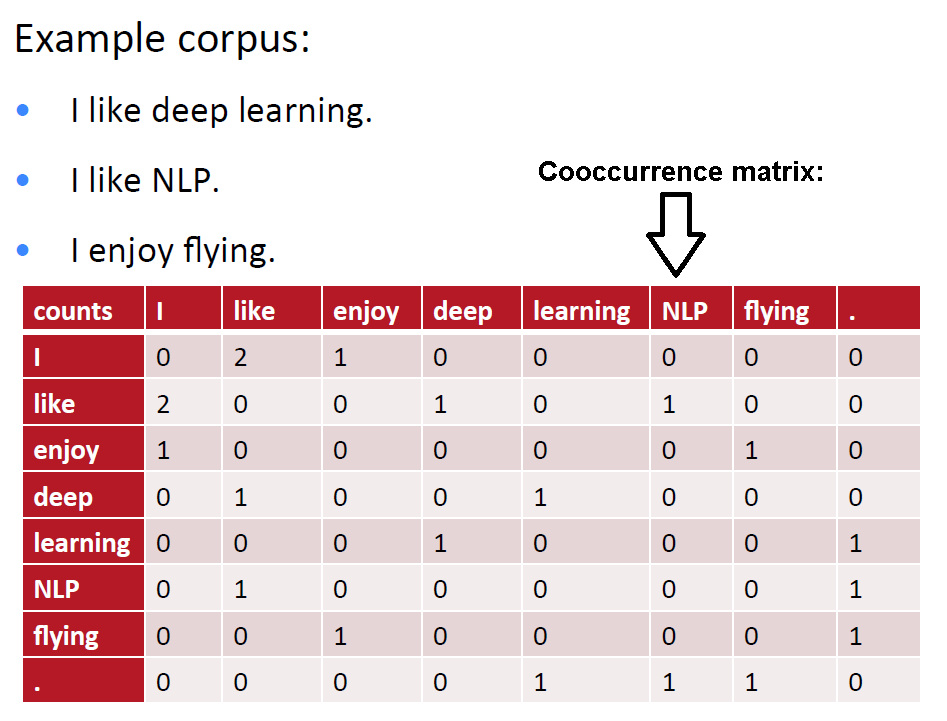 Example corpus:
• I like deep learning.
• I like NLP.
Cooccurrence matrix:
• I enjoy flying.
counts I like enjoy deep learning NLP flying .
I 0 2 1 0 0 0 0 0
like 2 0 0 1 0 1 0 0
enjoy 1 0 0 0 0 0 1 0
deep 0 1 0 0 1 0 0 0
learning 0 0 0 1 0 0 0 1
NLP 0 1 0 0 0 0 0 1
flying 0 0 1 0 0 0 0 1
. 0 0 0 0 1 1 1 0